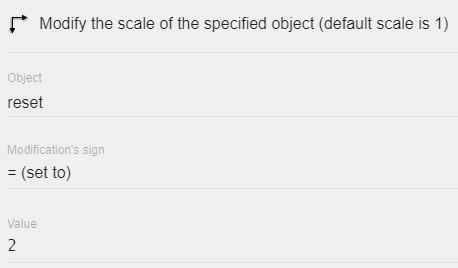 Modify the scale of the specified object (default scale is 1)
Object
reset
Modification's sign
= (set to)
Value
2